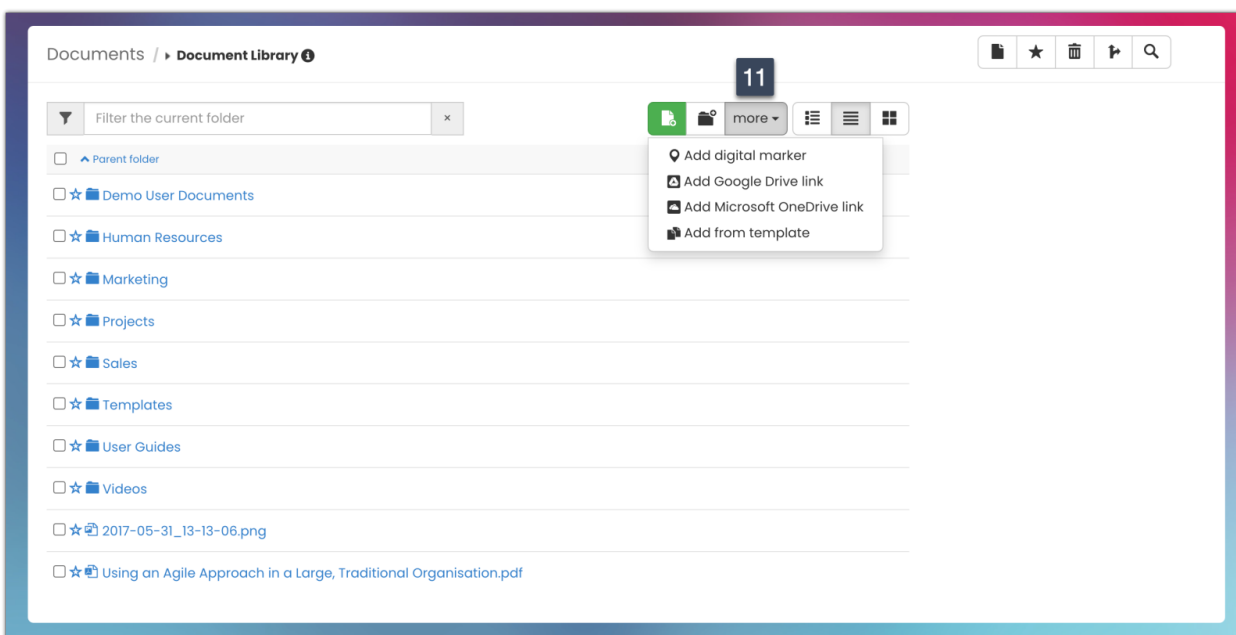 Documents / Document Library
11
Filter the current folder ×
more
Parent folder
Add digital marker
Add Google Drive link
Add Microsoft OneDrive link
Add from template
Demo User Documents
Human Resources
Marketing
Projects
Sales
Templates
User Guides
Videos
2017-05-31_13-13-06.png
Using an Agile Approach in a Large, Traditional Organisation.pdf